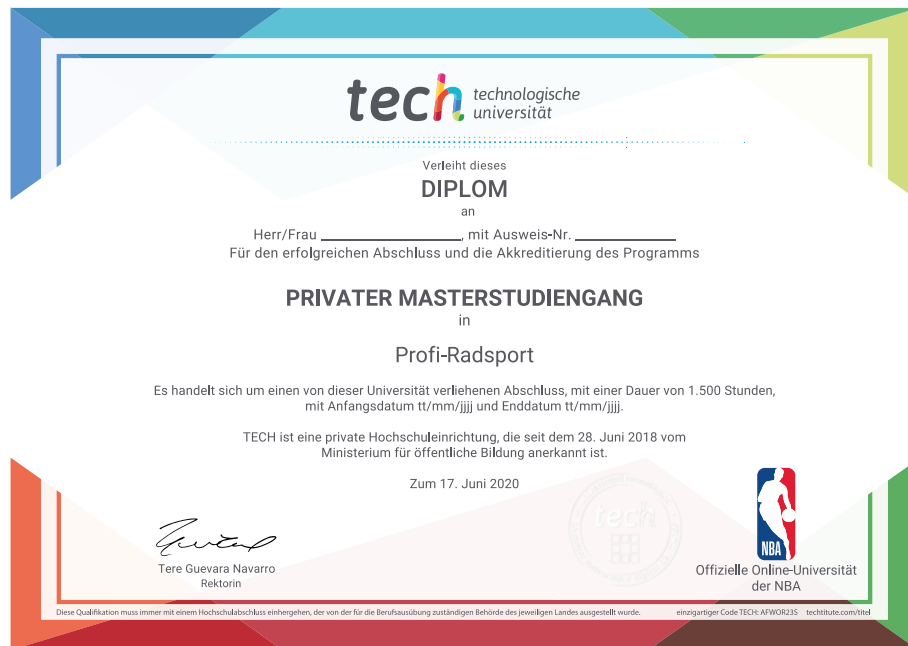 tech technologische
universität
Verleiht dieses
DIPLOM
an
Herr/Frau ____________________, mit Ausweis-Nr. ______________
Für den erfolgreichen Abschluss und die Akkreditierung des Programms
PRIVATER MASTERSTUDIENGANG
in
Profi-Radsport
Es handelt sich um einen von dieser Universität verliehenen Abschluss, mit einer Dauer von 1.500 Stunden,
mit Anfangsdatum tt/mm/jjjj und Enddatum tt/mm/jjjj.
TECH ist eine private Hochschuleinrichtung, die seit dem 28. Juni 2018 vom
Ministerium für öffentliche Bildung anerkannt ist.
Zum 17. Juni 2020
tech
NBA
Tere Guevara Navarro
Rektorin
Offizielle Online-Universität
der NBA
Diese Qualifikation muss immer mit einem Hochschulabschluss einhergehen, der von der für die Berufsausübung zuständigen Behörde des jeweiligen Landes ausgestellt wurde. einzigartiger Code TECH: AFWOR23S techtitute.com/titel